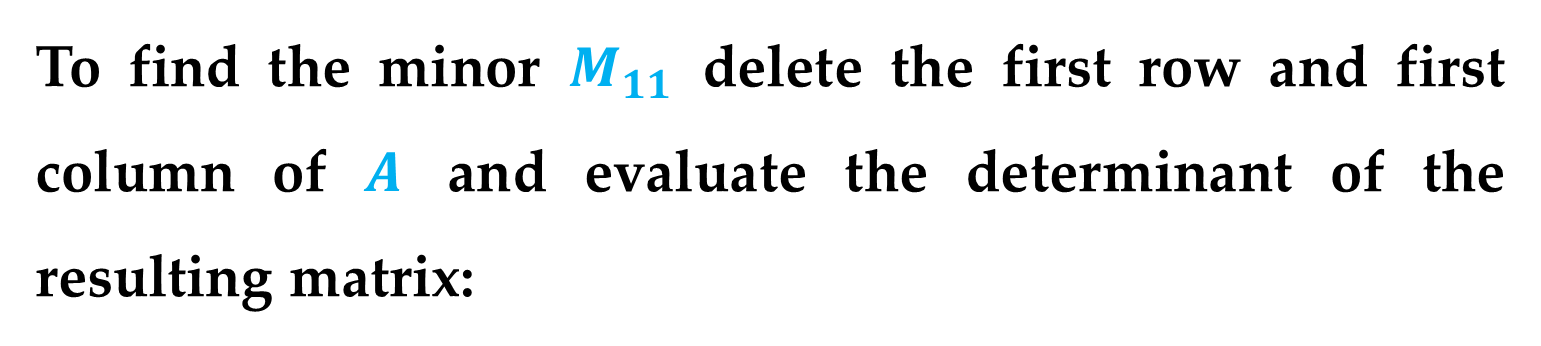 To find the minor M₁₁ delete the first row and first
column of A and evaluate the determinant of the
resulting matrix: